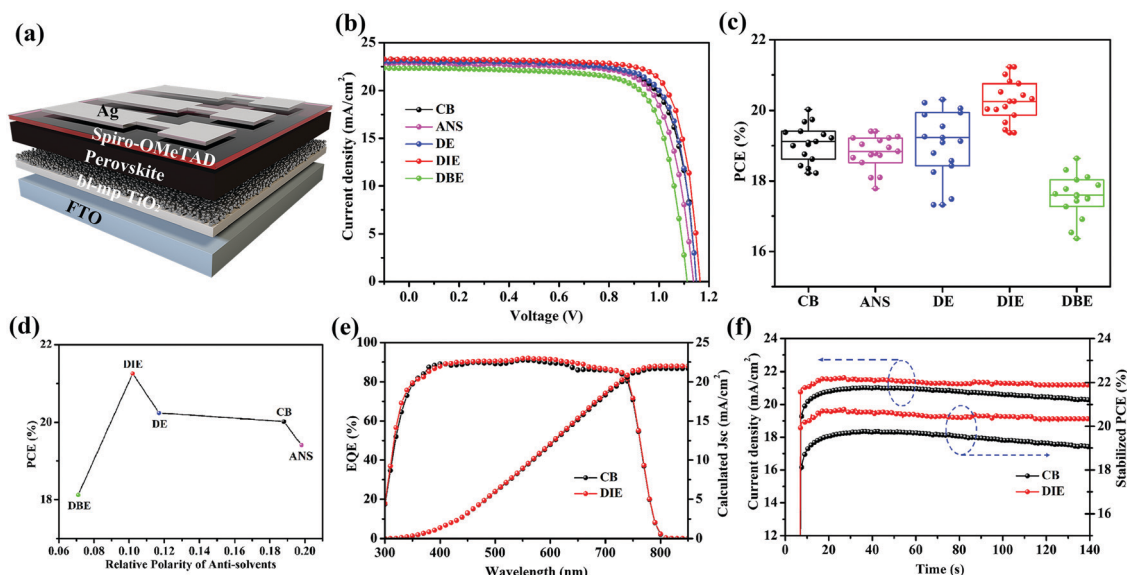 (a)
Ag
Spiro-OMeTAD
Perovskite
bl-mp TiO₂
FTO
(b)
25
20
15
10
5
0
Current density (mA/cm²)
CB
ANS
DE
DIE
DBE
0.0 0.2 0.4 0.6 0.8 1.0 1.2
Voltage (V)
(c)
22
20
18
16
PCE (%)
CB ANS DE DIE DBE
(d)
22
21
20
18
PCE (%)
DIE
DE
CB
ANS
DBE
0.06 0.08 0.10 0.12 0.14 0.16 0.18 0.20
Relative Polarity of Anti-solvents
(e)
100
80
60
40
20
0
EQE (%)
CB
DIE
25
20
15
10
5
0
Calculated Jsc (mA/cm²)
300 400 500 600 700 800
Wavelength (nm)
(f)
24
23
22
21
20
19
18
17
16
15
14
13
12
Current density (mA/cm²)
CB
DIE
24
22
20
18
16
Stabilized PCE (%)
0 20 40 60 80 100 120 140
Time (s)